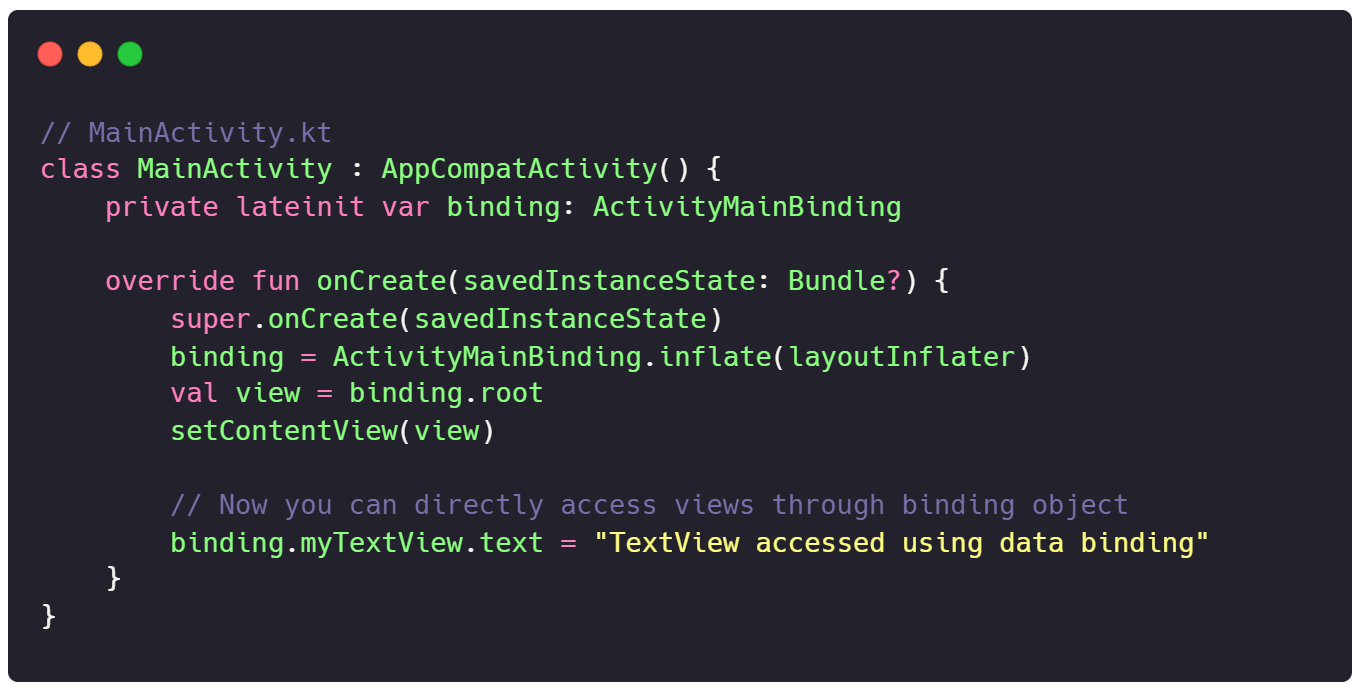 // MainActivity.kt
class MainActivity : AppCompatActivity() {
    private lateinit var binding: ActivityMainBinding

    override fun onCreate(savedInstanceState: Bundle?) {
        super.onCreate(savedInstanceState)
        binding = ActivityMainBinding.inflate(layoutInflater)
        val view = binding.root
        setContentView(view)

        // Now you can directly access views through binding object
        binding.myTextView.text = "TextView accessed using data binding"
    }
}